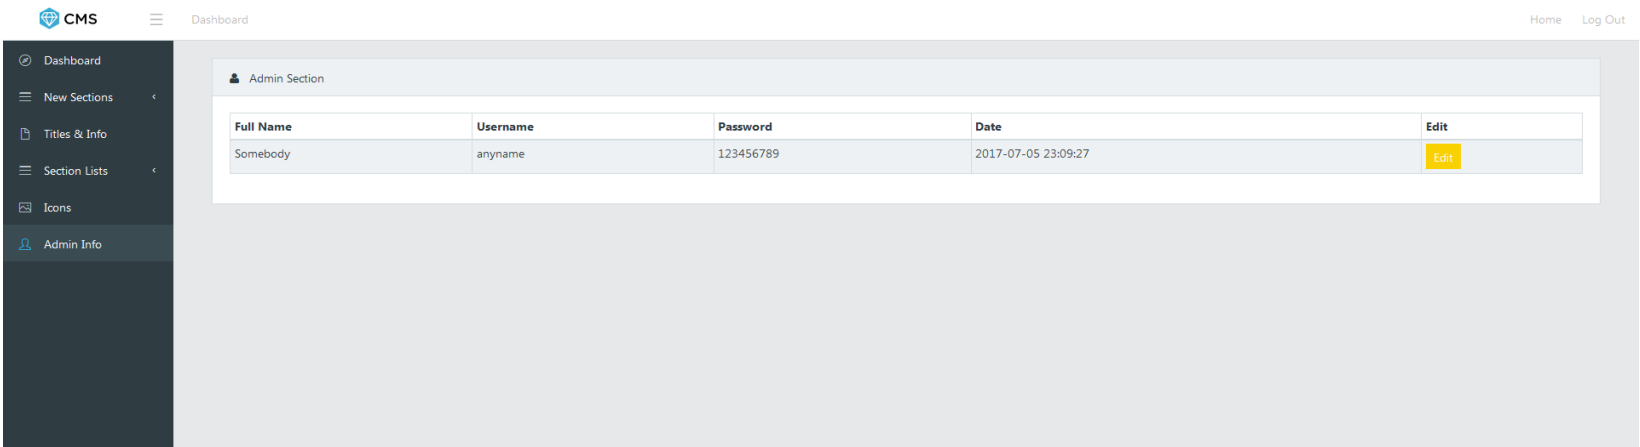 CMS
Dashboard
Home Log Out
Dashboard
New Sections
Titles & Info
Section Lists
Icons
Admin Info
Admin Section
Full Name Username Password Date Edit
Somebody anyname 123456789 2017-07-05 23:09:27 Edit